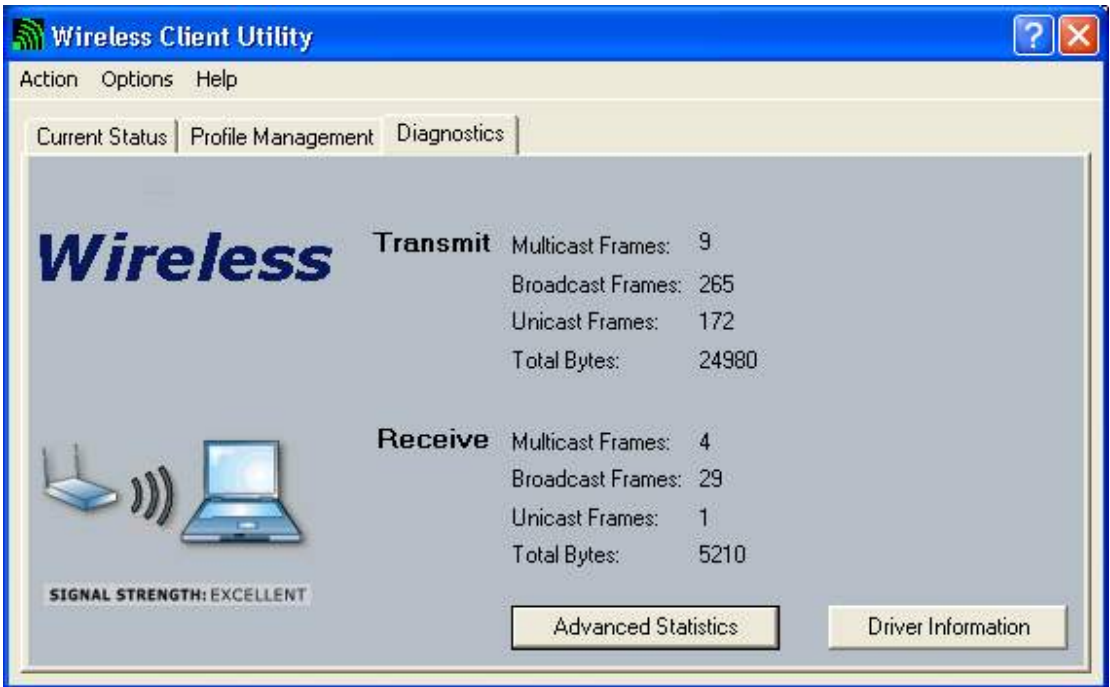 Wireless Client Utility
Action Options Help
Current Status Profile Management Diagnostics
Wireless
Transmit Multicast Frames: 9
Broadcast Frames: 265
Unicast Frames: 172
Total Bytes: 24980
Receive Multicast Frames: 4
Broadcast Frames: 29
Unicast Frames: 1
Total Bytes: 5210
SIGNAL STRENGTH: EXCELLENT
Advanced Statistics Driver Information